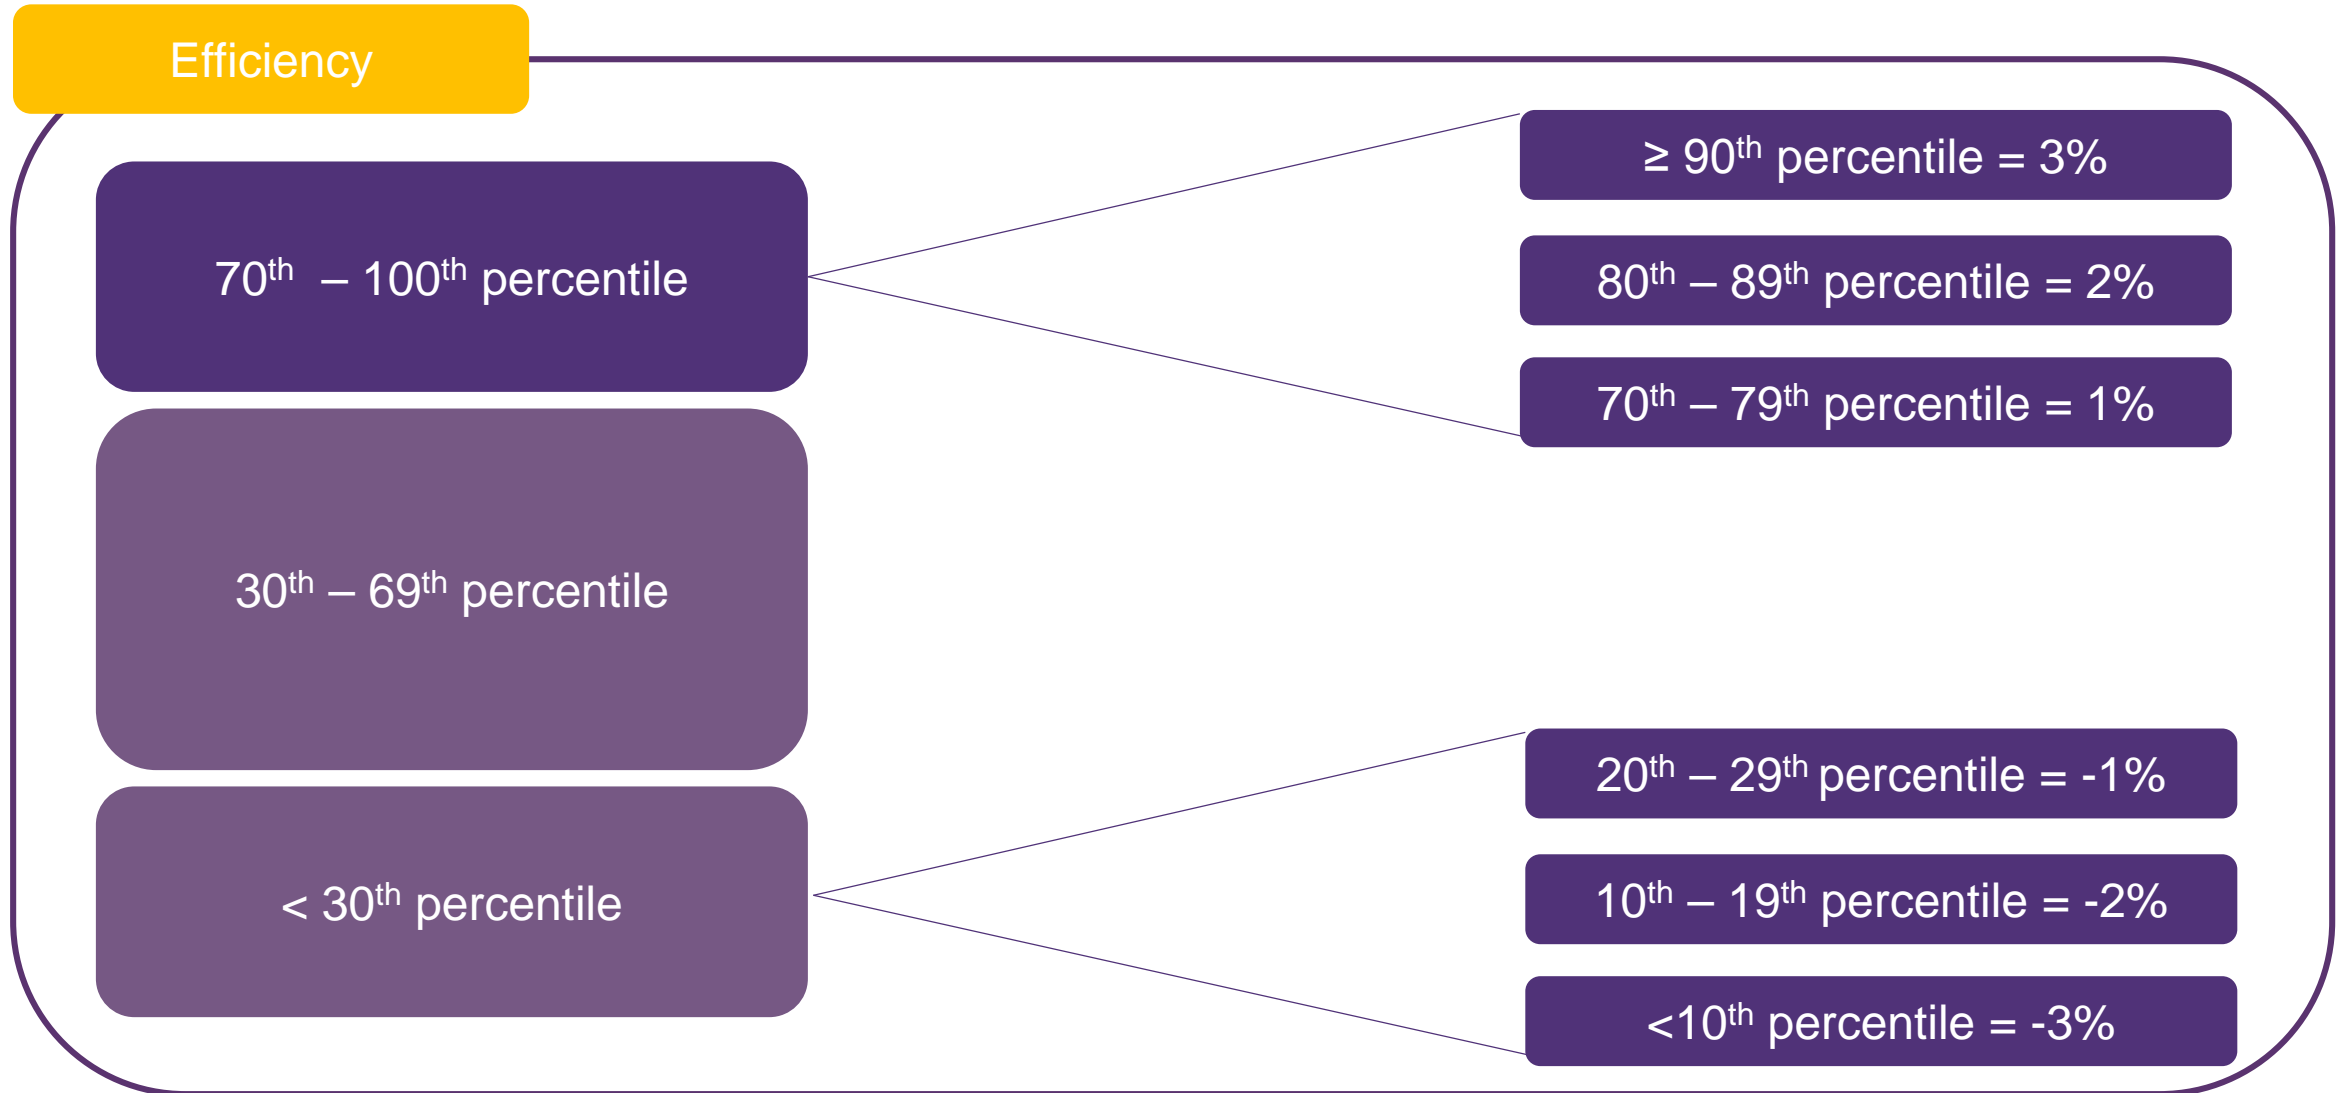 Efficiency
70th – 100th percentile
≥ 90th percentile = 3%
80th – 89th percentile = 2%
70th – 79th percentile = 1%
30th – 69th percentile
< 30th percentile
20th – 29th percentile = -1%
10th – 19th percentile = -2%
<10th percentile = -3%